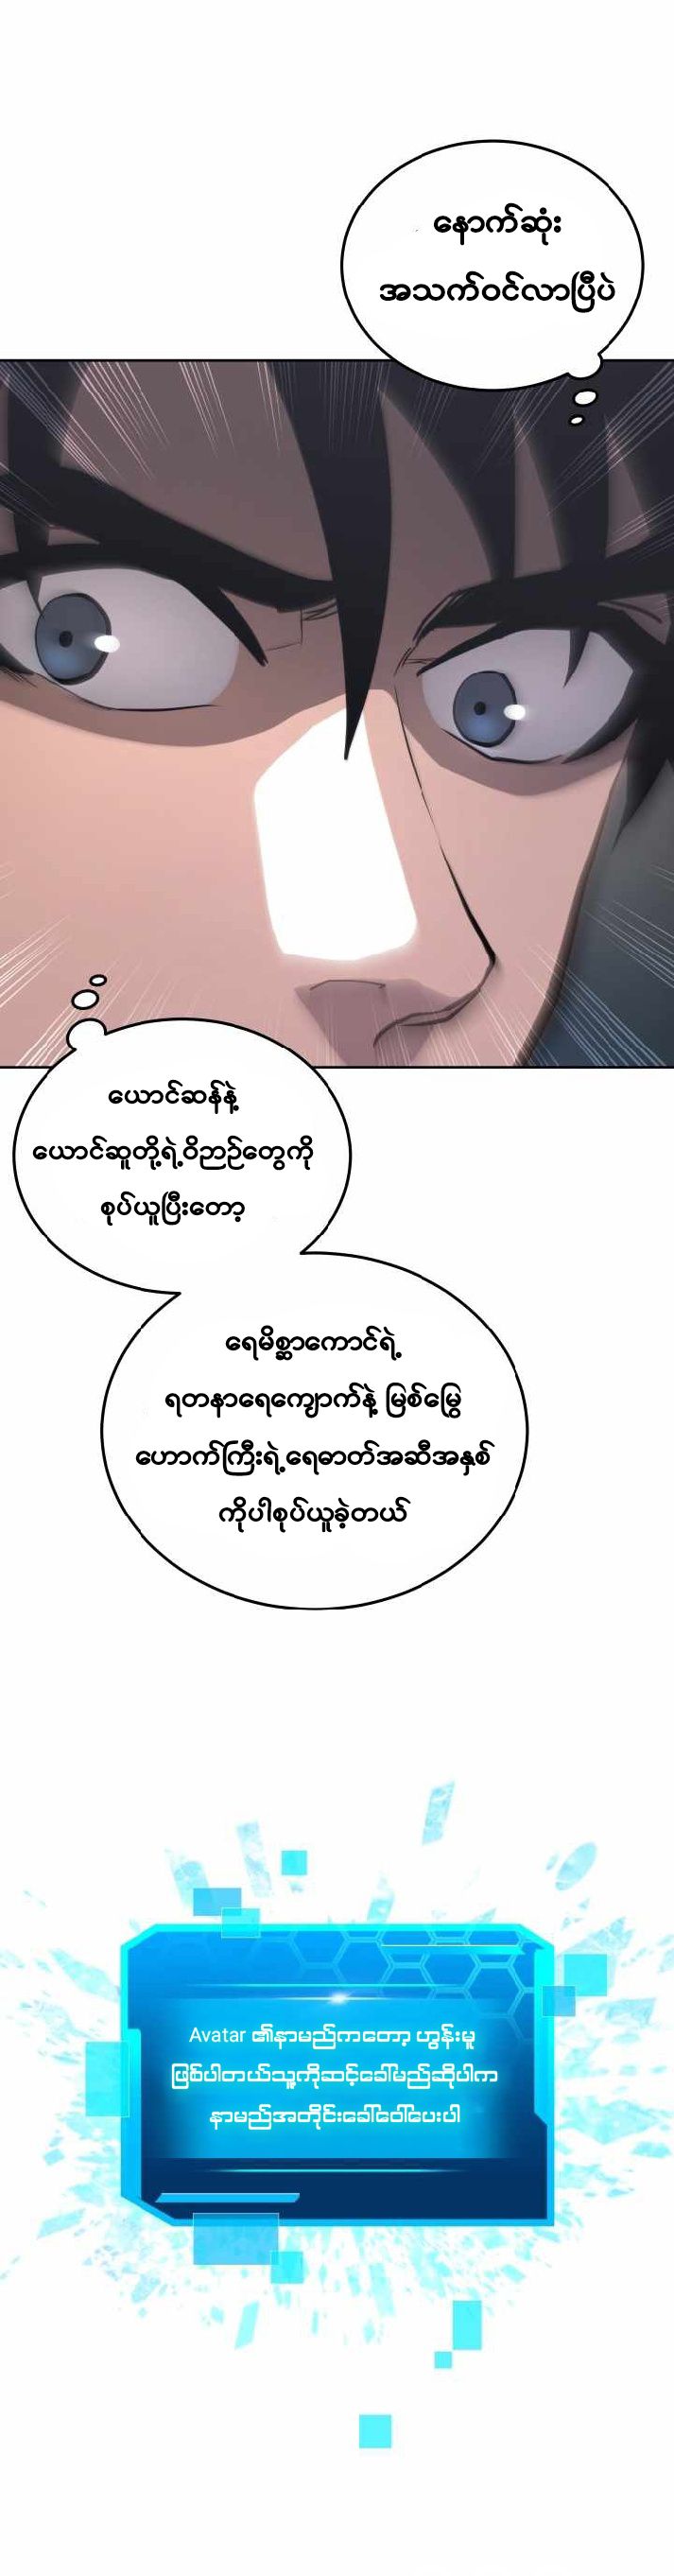 နောက်ဆုံး
အသက်ဝင်လာပြီပဲ
ယောင်ဆန်နဲ့
ယောင်ဆူတို့ရဲ့ဝိညာဉ်တွေကို
စုပ်ယူပြီးတော့
ရေမိစ္ဆာကောင်ရဲ့
ရတနာရေကျောက်နဲ့ မြစ်မြွေ
ဟောက်ကြီးရဲ့ရေဓာတ်အဆီအနှစ်
ကိုပါစုပ်ယူခဲ့တယ်
Avatar ၏နာမည်ကတော့ ဟွန်းမူ
ဖြစ်ပါတယ်သူ့ကိုဆင့်ခေါ်မည်ဆိုပါက
နာမည်အတိုင်းခေါ်ဝေါ်ပေးပါ